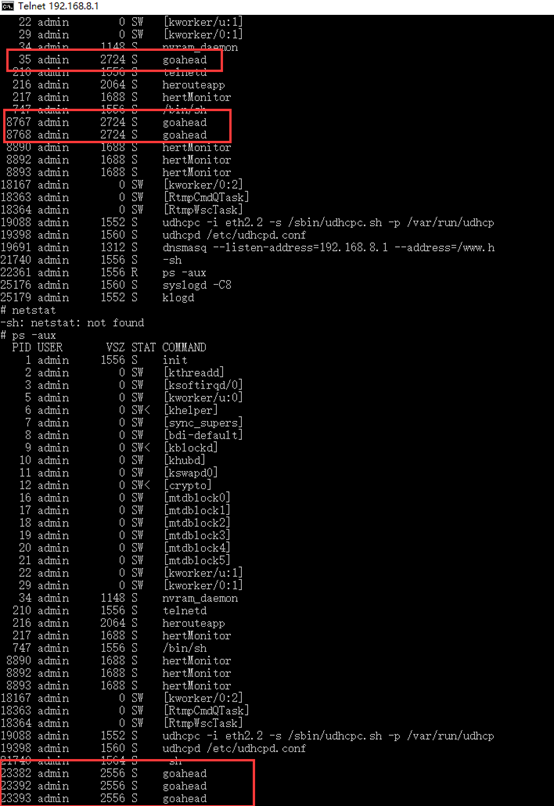 Telnet 192.168.8.1
22 admin 0 SW [kworker/u:1]
29 admin 0 SW [kworker/0:1]
34 admin 1148 S nvram_daemon
35 admin 2724 S goahead
210 admin 1556 S telnetd
216 admin 2064 S herouteapp
217 admin 1688 S hertMonitor
747 admin 1556 S /bin/sh
8767 admin 2724 S goahead
8768 admin 2724 S goahead
8890 admin 1688 S hertMonitor
8892 admin 1688 S hertMonitor
8893 admin 1688 S hertMonitor
18167 admin 0 SW [kworker/0:2]
18363 admin 0 SW [RtmpCmdQTask]
18364 admin 0 SW [RtmpWscTask]
19088 admin 1552 S udhcpc -i eth2.2 -s /sbin/udhcpc.sh -p /var/run/udhcp
19398 admin 1560 S udhcpd /etc/udhcpd.conf
19691 admin 1312 S dnsmasq --listen-address=192.168.8.1 --address=/www.h
21740 admin 1556 S -sh
22361 admin 1556 R ps -aux
25176 admin 1560 S syslogd -C8
25179 admin 1552 S klogd
# netstat
-sh: netstat: not found
# ps -aux
PID USER VSZ STAT COMMAND
1 admin 1556 S init
2 admin 0 SW [kthreadd]
3 admin 0 SW [ksoftirqd/0]
5 admin 0 SW [kworker/u:0]
6 admin 0 SW< [khelper]
7 admin 0 SW [sync_supers]
8 admin 0 SW [bdi-default]
9 admin 0 SW< [kblockd]
10 admin 0 SW [khubd]
11 admin 0 SW [kswapd0]
12 admin 0 SW< [crypto]
16 admin 0 SW [mtdblock0]
17 admin 0 SW [mtdblock1]
18 admin 0 SW [mtdblock2]
19 admin 0 SW [mtdblock3]
20 admin 0 SW [mtdblock4]
21 admin 0 SW [mtdblock5]
22 admin 0 SW [kworker/u:1]
29 admin 0 SW [kworker/0:1]
34 admin 1148 S nvram_daemon
210 admin 1556 S telnetd
216 admin 2064 S herouteapp
217 admin 1688 S hertMonitor
747 admin 1556 S /bin/sh
8890 admin 1688 S hertMonitor
8892 admin 1688 S hertMonitor
8893 admin 1688 S hertMonitor
18167 admin 0 SW [kworker/0:2]
18363 admin 0 SW [RtmpCmdQTask]
18364 admin 0 SW [RtmpWscTask]
19088 admin 1552 S udhcpc -i eth2.2 -s /sbin/udhcpc.sh -p /var/run/udhcp
19398 admin 1560 S udhcpd /etc/udhcpd.conf
21740 admin 1564 S -sh
23382 admin 2556 S goahead
23392 admin 2556 S goahead
23393 admin 2556 S goahead